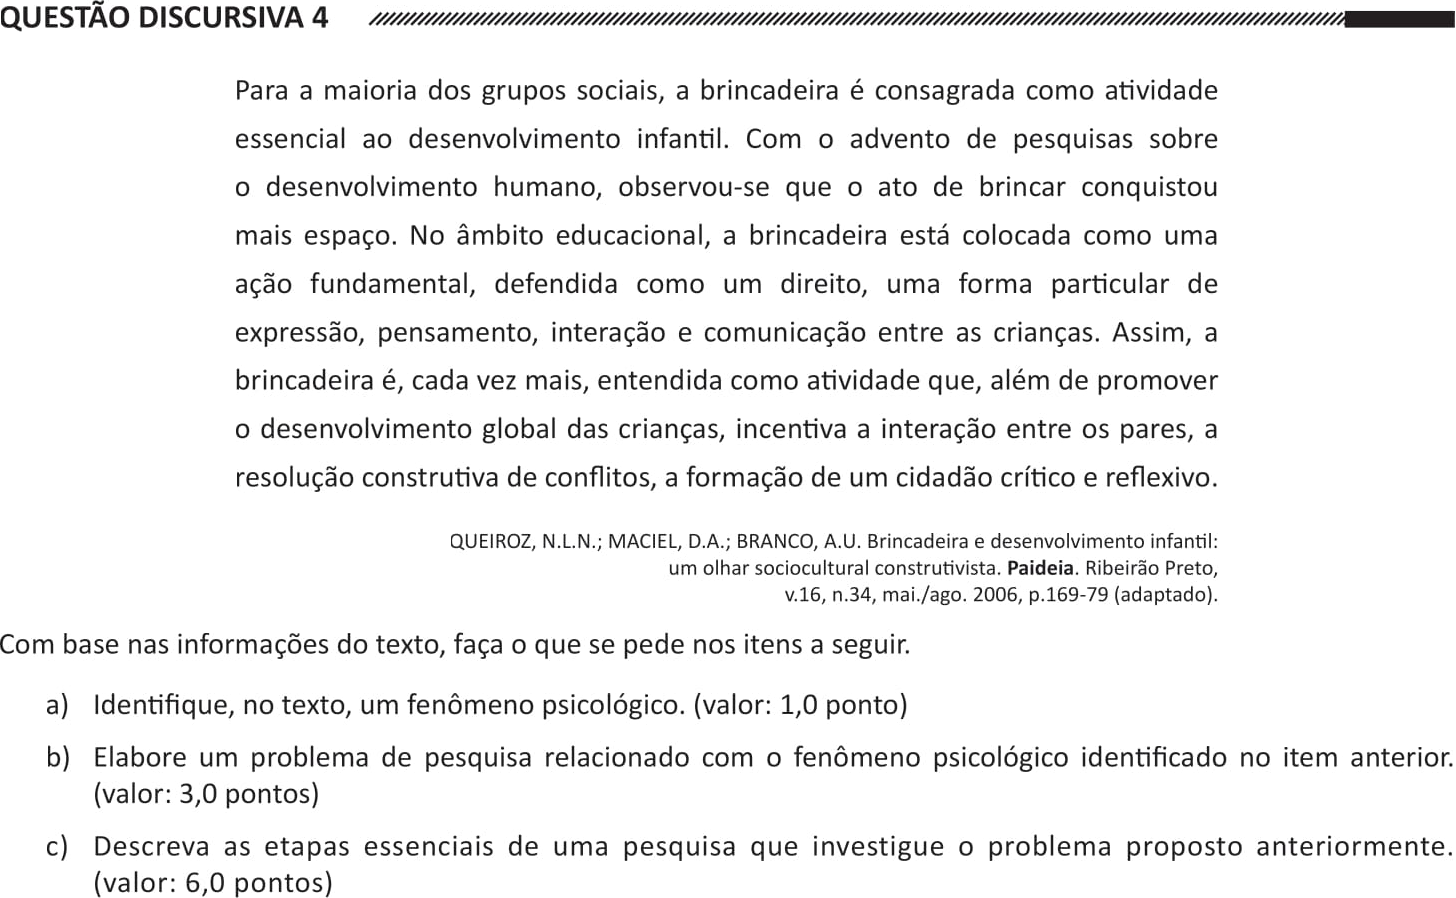 QUESTÃO DISCURSIVA 4
Para a maioria dos grupos sociais, a brincadeira é consagrada como atividade
essencial ao desenvolvimento infantil. Com o advento de pesquisas sobre
o desenvolvimento humano, observou-se que o ato de brincar conquistou
mais espaço. No âmbito educacional, a brincadeira está colocada como uma
ação fundamental, defendida como um direito, uma forma particular de
expressão, pensamento, interação e comunicação entre as crianças. Assim, a
brincadeira é, cada vez mais, entendida como atividade que, além de promover
o desenvolvimento global das crianças, incentiva a interação entre os pares, a
resolução construtiva de conflitos, a formação de um cidadão crítico e reflexivo.
QUEIROZ, N.L.N.; MACIEL, D.A.; BRANCO, A.U. Brincadeira e desenvolvimento infantil:
um olhar sociocultural construtivista. Paideia. Ribeirão Preto,
v.16, n.34, mai./ago. 2006, p.169-79 (adaptado).
Com base nas informações do texto, faça o que se pede nos itens a seguir.
a) Identifique, no texto, um fenômeno psicológico. (valor: 1,0 ponto)
b) Elabore um problema de pesquisa relacionado com o fenômeno psicológico identificado no item anterior.
(valor: 3,0 pontos)
c) Descreva as etapas essenciais de uma pesquisa que investigue o problema proposto anteriormente.
(valor: 6,0 pontos)